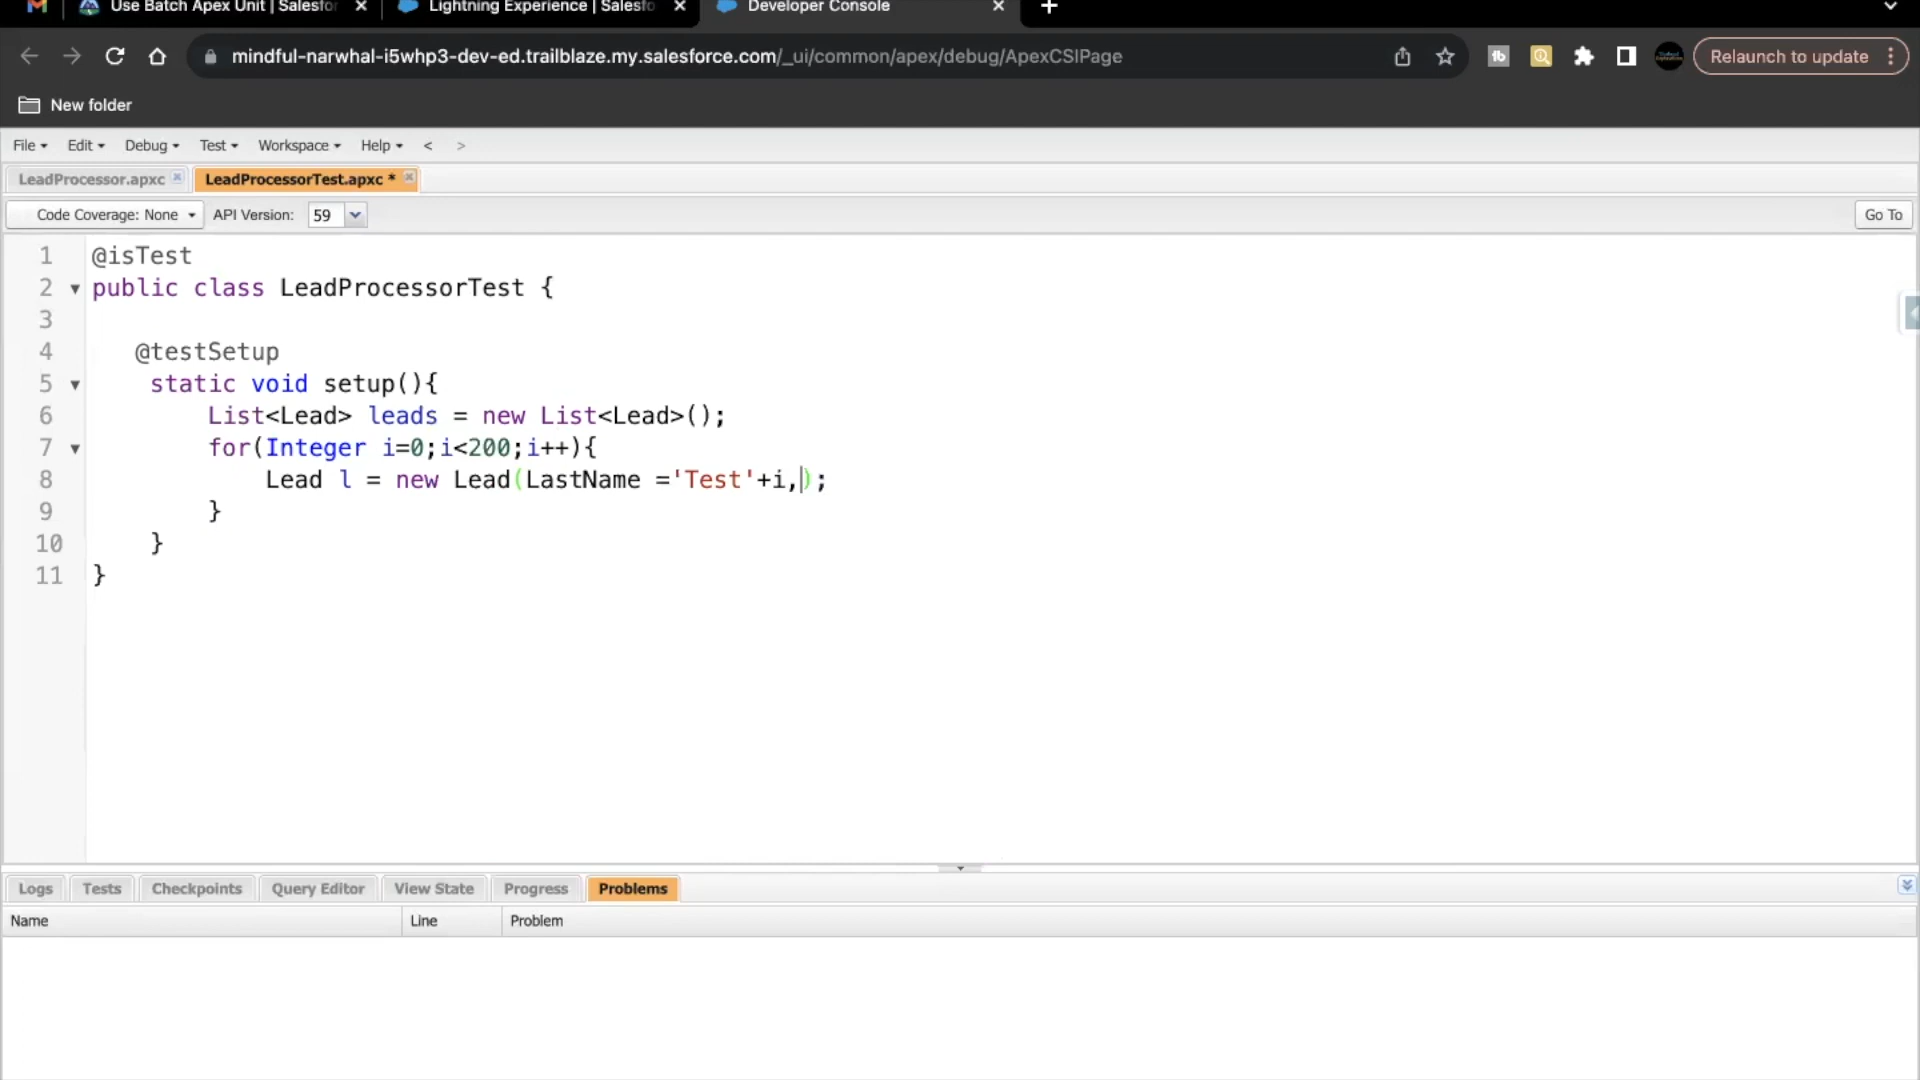 Use Batch Apex Unit | Salesfor
Lightning Experience | Salesfo
Developer Console
mindful-narwhal-i5whp3-dev-ed.trailblaze.my.salesforce.com/_ui/common/apex/debug/ApexCSIPage
Relaunch to update
New folder
File Edit Debug Test Workspace Help < >
LeadProcessor.apxc LeadProcessorTest.apxc *
Code Coverage: None API Version: 59 Go To
1 @isTest
2 public class LeadProcessorTest {
3
4 @testSetup
5 static void setup(){
6 List<Lead> leads = new List<Lead>();
7 for(Integer i=0;i<200;i++){
8 Lead l = new Lead(LastName ='Test'+i,);
9 }
10 }
11 }
Logs Tests Checkpoints Query Editor View State Progress Problems
Name Line Problem